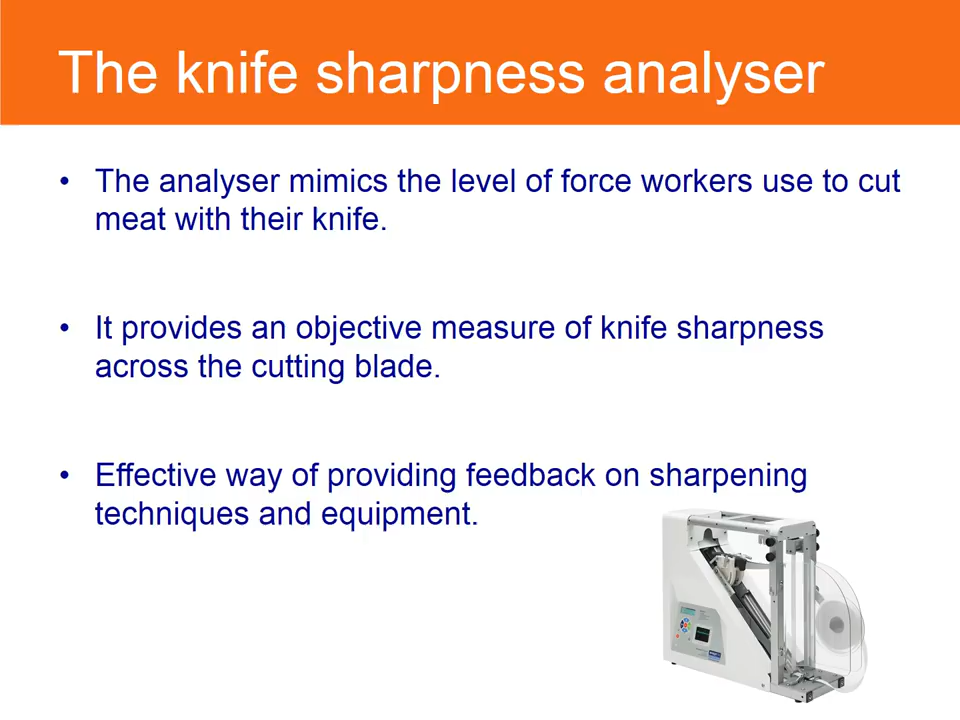 The knife sharpness analyser
• The analyser mimics the level of force workers use to cut
meat with their knife.
• It provides an objective measure of knife sharpness
across the cutting blade.
• Effective way of providing feedback on sharpening
techniques and equipment.